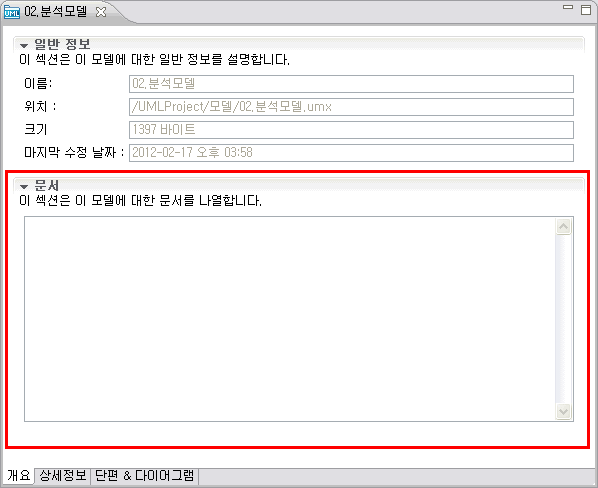 UML 02.분석모델
일반 정보
이 섹션은 이 모델에 대한 일반 정보를 설명합니다.
이름: 02.분석모델
위치 : /UMLProject/모델/02.분석모델.umx
크기 1397 바이트
마지막 수정 날짜 : 2012-02-17 오후 03:58
문서
이 섹션은 이 모델에 대한 문서를 나열합니다.
개요 상세정보 단편 & 다이어그램